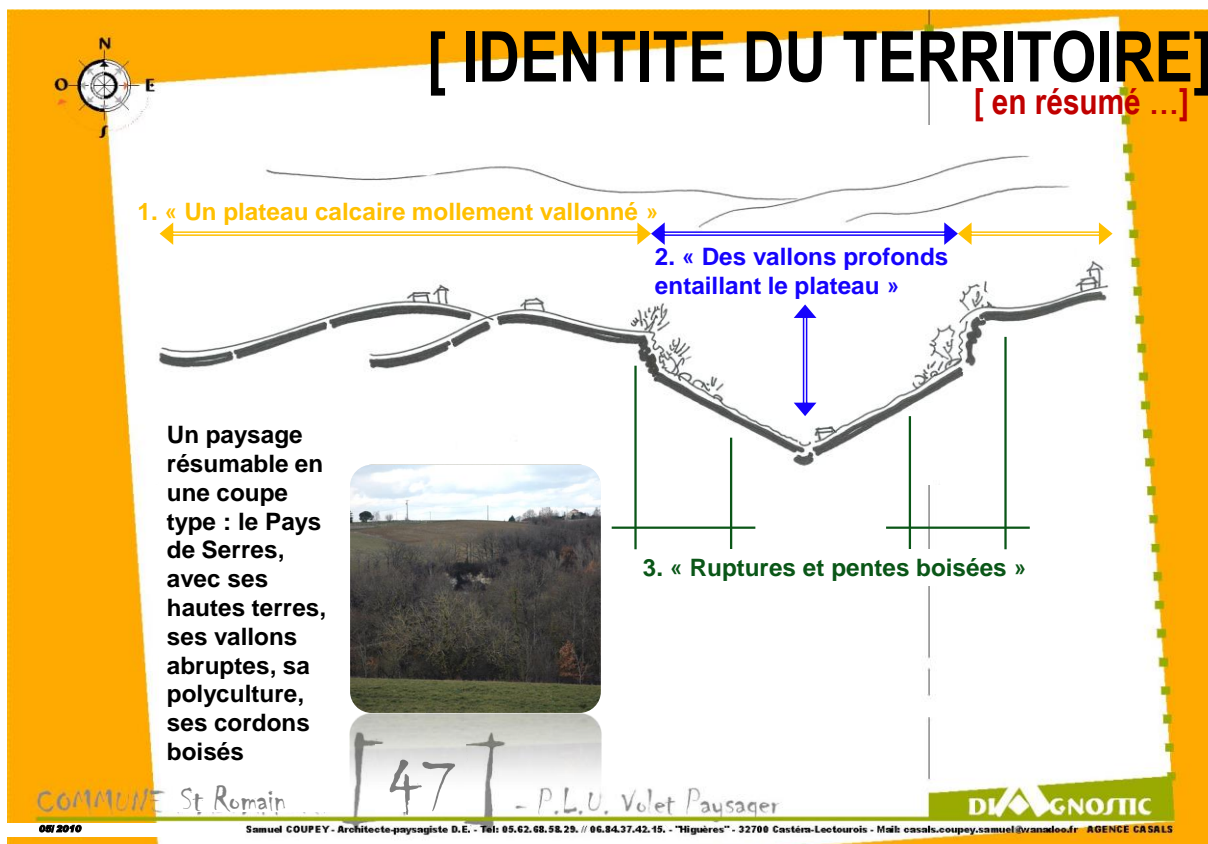 N
O
E
S
[ IDENTITE DU TERRITOIRE]
[ en résumé ...]
1. « Un plateau calcaire mollement vallonné »
2. « Des vallons profonds
entaillant le plateau »
Un paysage
résumable en
une coupe
type : le Pays
de Serres,
avec ses
hautes terres,
ses vallons
abruptes, sa
polyculture,
ses cordons
boisés
3. « Ruptures et pentes boisées »
COMMUNE St Romain ... [ 47 ] - P.L.U. Volet Paysager
DIAGNOSTIC
05/2010
Samuel COUPEY - Architecte-paysagiste D.E. - Tél: 05.62.68.58.29. // 06.84.37.42.15. - "Higuères" - 32700 Castéra-Lectourois - Mail: casals.coupey.samuel@wanadoo.fr AGENCE CASALS